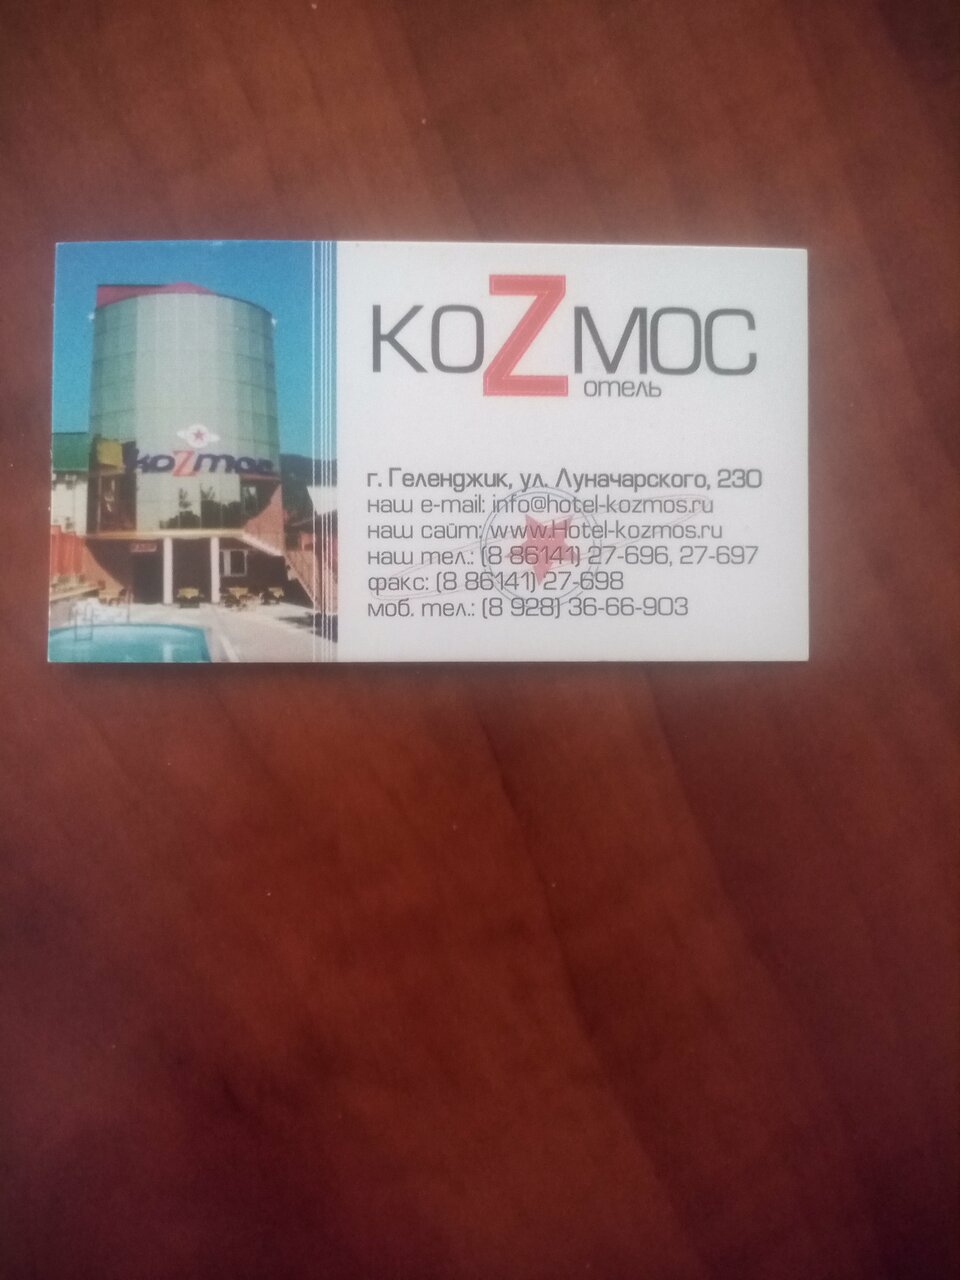 коZмос
коZмос
отель
г. Геленджик, ул. Луначарского, 230
наш e-mail: info@hotel-kozmos.ru
наш сайт: www.Hotel-kozmos.ru
наш тел.: (8 86141) 27-696, 27-697
факс: (8 86141) 27-698
моб. тел.: (8 928) 36-66-903